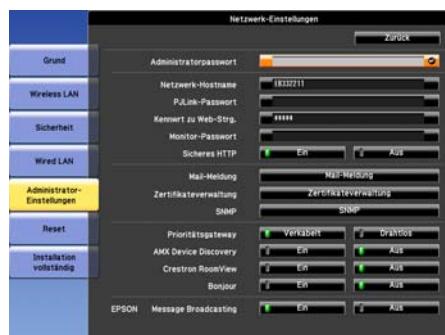 Netzwerk-Einstellungen
Zurück
Grund
Wireless LAN
Sicherheit
Wired LAN
Administrator-
Einstellungen
Reset
Installation
vollständig
Administratorpasswort
Netzwerk-Hostname EB332211
PJLink-Passwort
Kennwrt zu Web-Strg. *****
Monitor-Passwort
Sicheres HTTP Ein Aus
Mail-Meldung Mail-Meldung
Zertifikateverwaltung Zertifikateverwaltung
SNMP SNMP
Prioritätsgateway Verkabelt Drahtlos
AMX Device Discovery Ein Aus
Crestron RoomView Ein Aus
Bonjour Ein Aus
EPSON Message Broadcasting Ein Aus